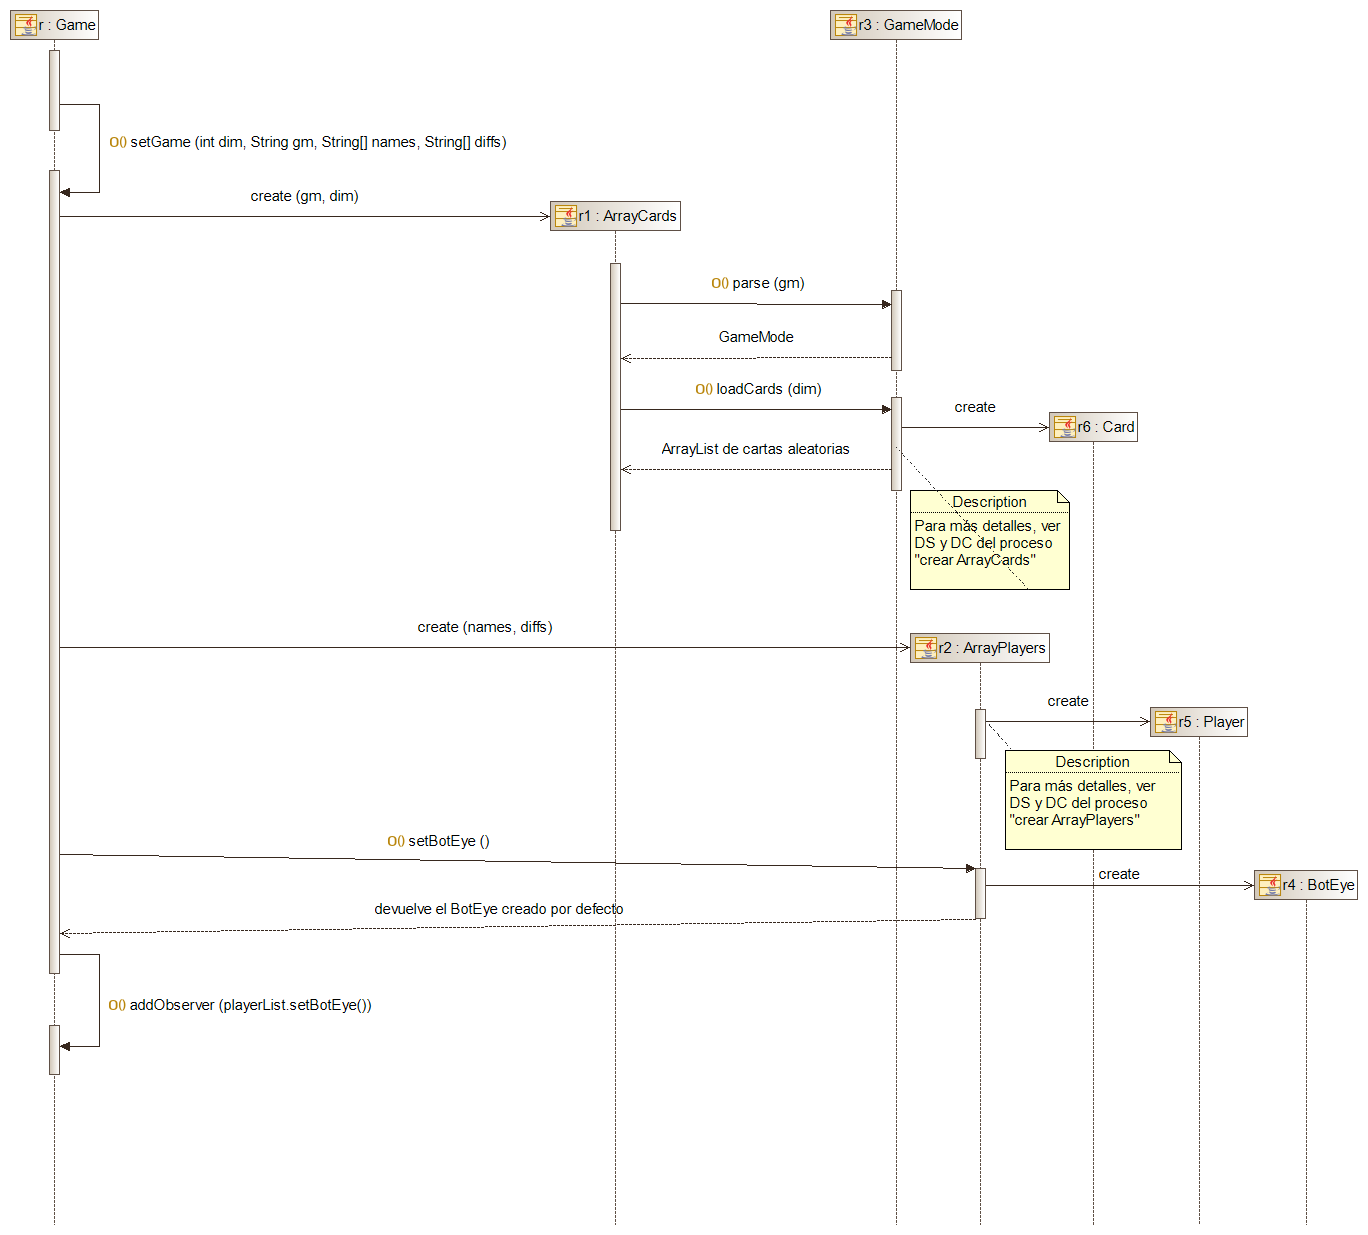 r : Game
r3 : GameMode
O() setGame (int dim, String gm, String[] names, String[] diffs)
create (gm, dim)
r1 : ArrayCards
O() parse (gm)
GameMode
O() loadCards (dim)
create
r6 : Card
ArrayList de cartas aleatorias
Description
Para más detalles, ver
DS y DC del proceso
"crear ArrayCards"
create (names, diffs)
r2 : ArrayPlayers
create
r5 : Player
Description
Para más detalles, ver
DS y DC del proceso
"crear ArrayPlayers"
O() setBotEye ()
create
r4 : BotEye
devuelve el BotEye creado por defecto
O() addObserver (playerList.setBotEye())